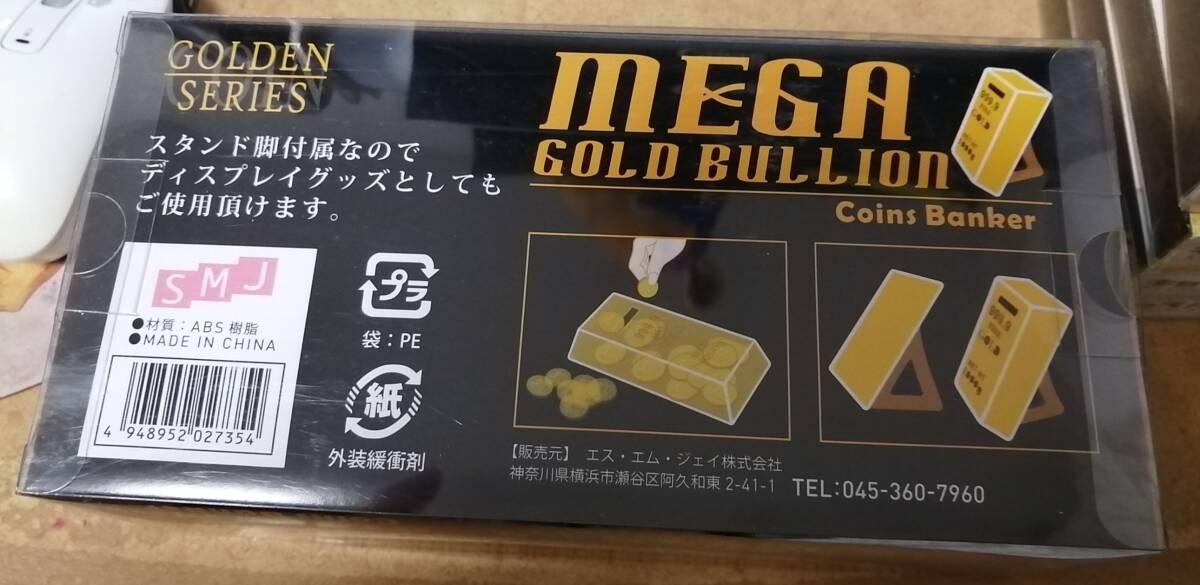 GOLDEN
SERIES
スタンド脚付属なので
ディスプレイグッズとしても
ご使用頂けます。
MEGA
GOLD BULLION
Coins Banker
999.9
GOLD
1000g
SMJ
●材質：ABS樹脂
●MADE IN CHINA
4 948952 027354
プラ
袋：PE
紙
外装緩衝剤
999.9
GOLD
1000g
【販売元】 エス・エム・ジェイ株式会社
神奈川県横浜市瀬谷区阿久和東 2-41-1 TEL:045-360-7960